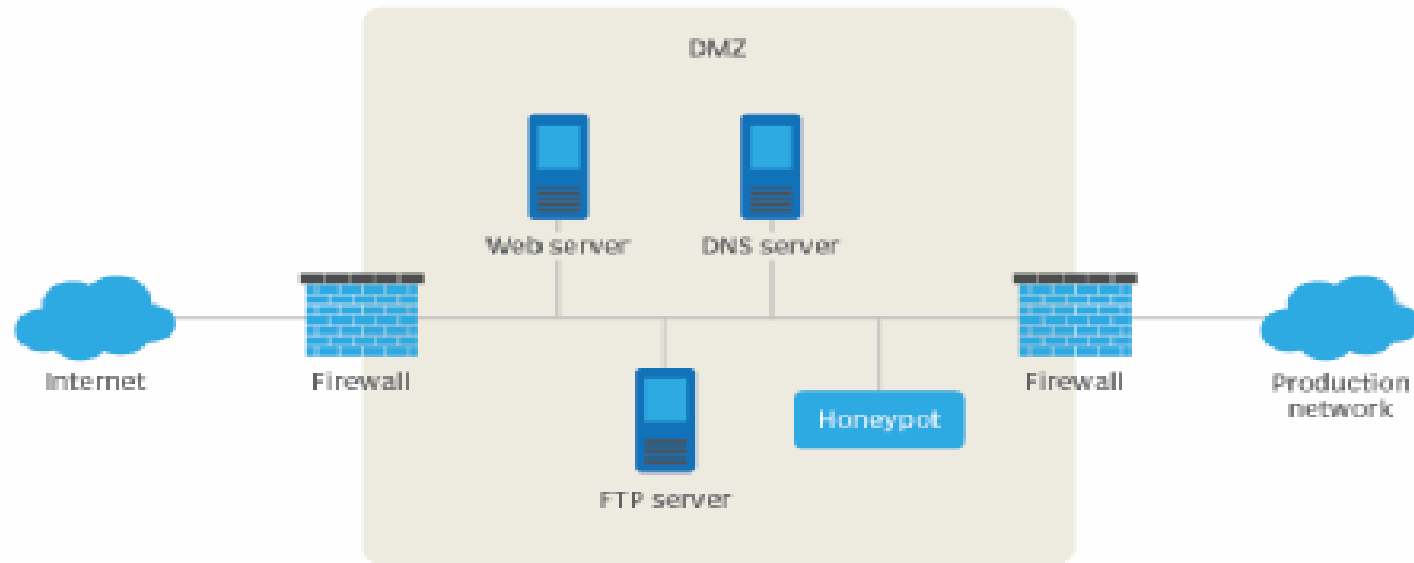 DMZ
Web server
DNS server
Internet
Firewall
Firewall
Production
network
Honeypot
FTP server